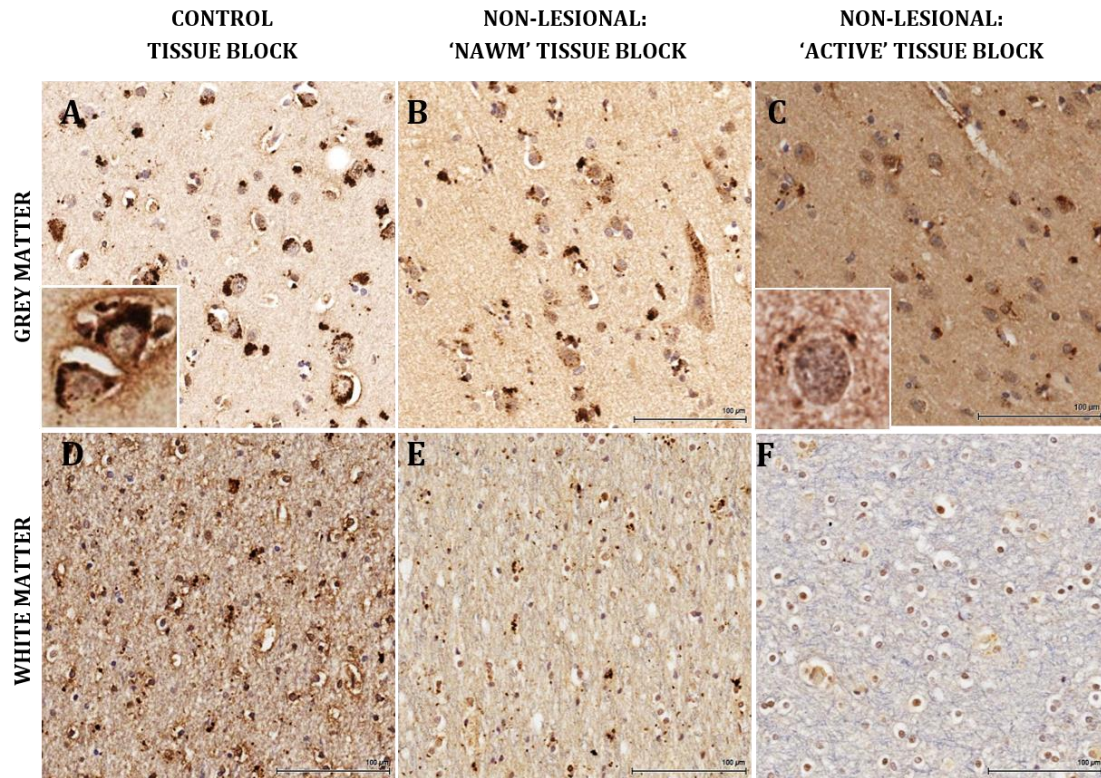 CONTROL
TISSUE BLOCK
NON-LESIONAL:
‘NAWM’ TISSUE BLOCK
NON-LESIONAL:
‘ACTIVE’ TISSUE BLOCK
GREY MATTER
A
B
C
100 µm
100 µm
WHITE MATTER
D
E
F
100 µm
100 µm
100 µm